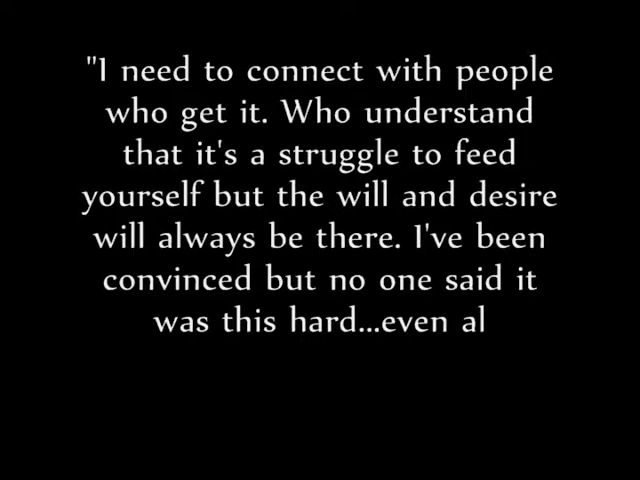 "I need to connect with people
who get it. Who understand
that it's a struggle to feed
yourself but the will and desire
will always be there. I've been
convinced but no one said it
was this hard...even al